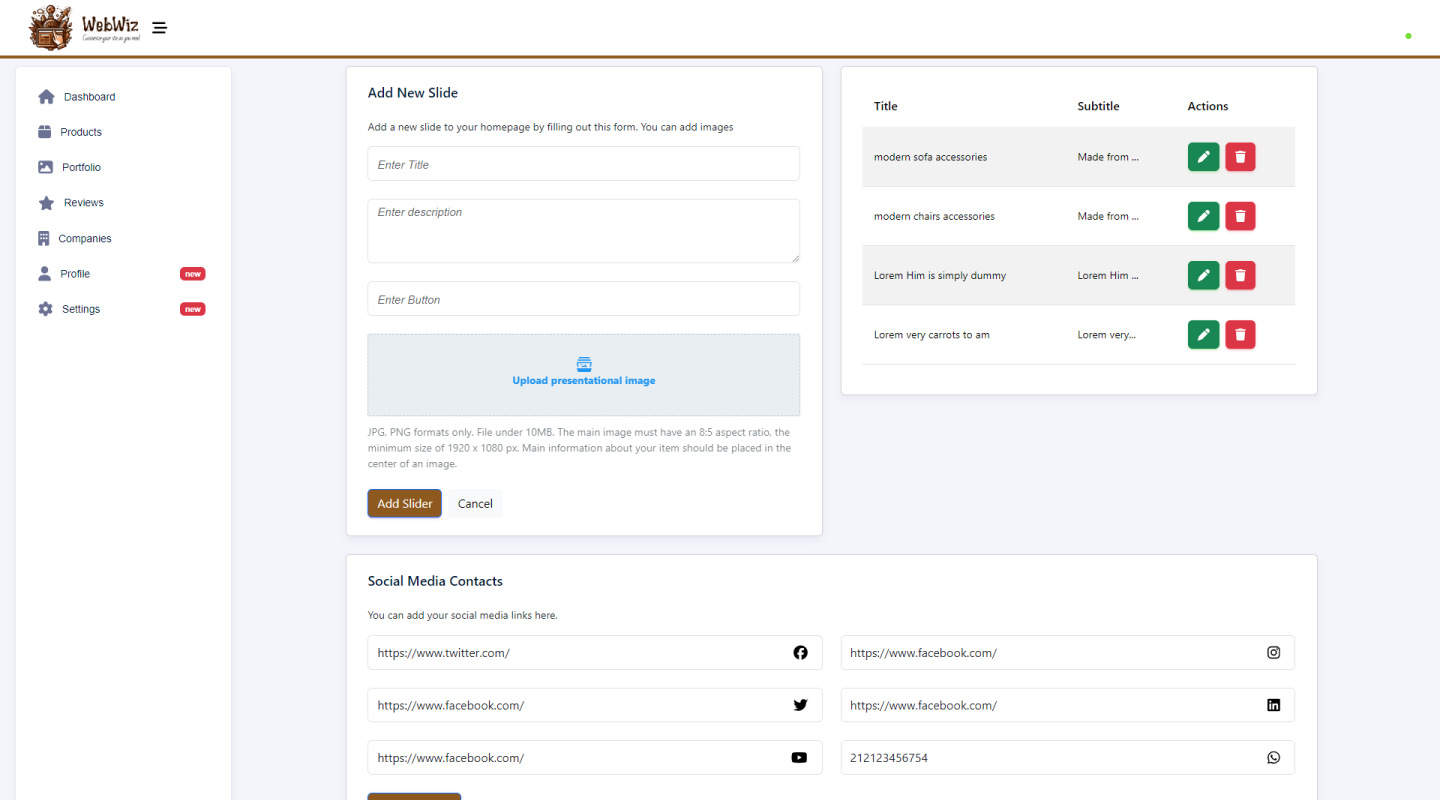 WebWiz
Customize your site as you need
Dashboard
Products
Portfolio
Reviews
Companies
Profile
new
Settings
new
Add New Slide
Add a new slide to your homepage by filling out this form. You can add images
Enter Title
Enter description
Enter Button
Upload presentational image
JPG, PNG formats only. File under 10MB. The main image must have an 8:5 aspect ratio, the
minimum size of 1920 x 1080 px. Main information about your item should be placed in the
center of an image.
Add Slider
Cancel
Title Subtitle Actions
modern sofa accessories Made from ...
modern chairs accessories Made from ...
Lorem Him is simply dummy Lorem Him ...
Lorem very carrots to am Lorem very...
Social Media Contacts
You can add your social media links here.
https://www.twitter.com/
https://www.facebook.com/
https://www.facebook.com/
https://www.facebook.com/
https://www.facebook.com/
212123456754